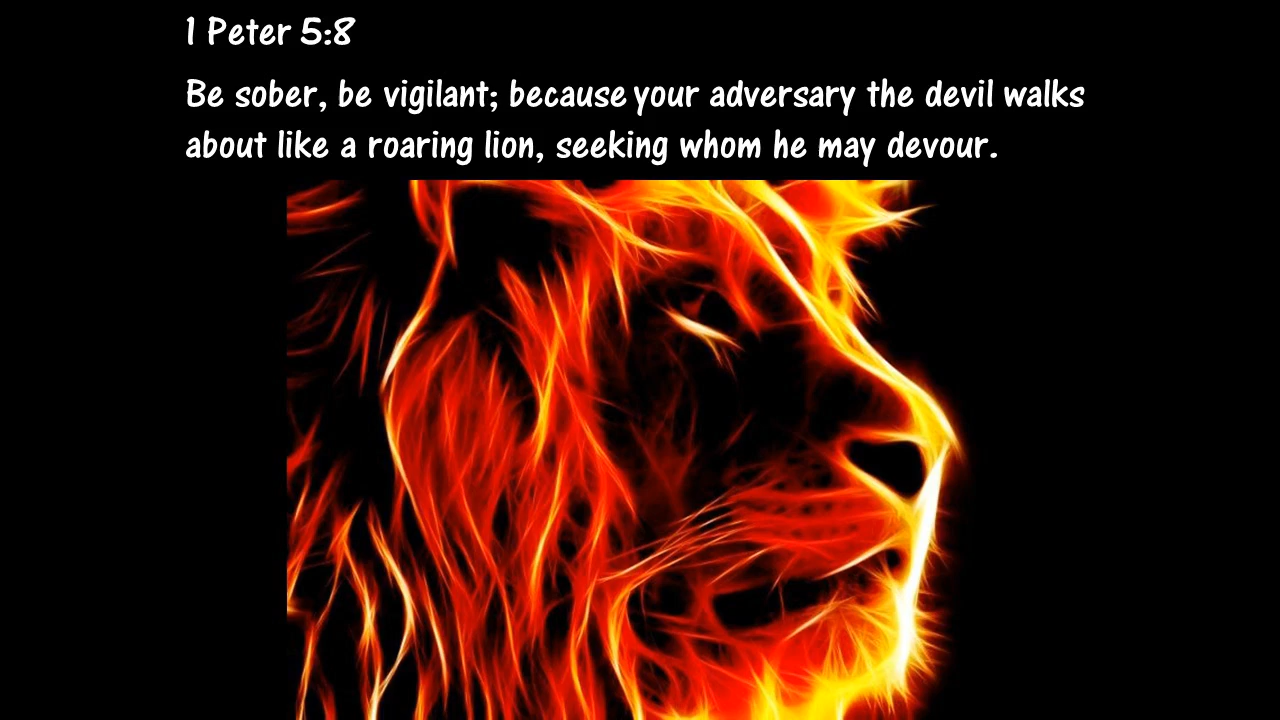 1 Peter 5:8
Be sober, be vigilant; because your adversary the devil walks
about like a roaring lion, seeking whom he may devour.